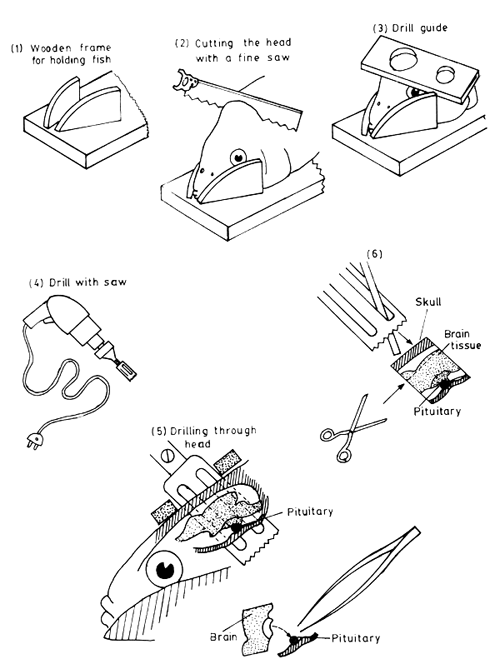 (1) Wooden frame
for holding fish
(2) Cutting the head
with a fine saw
(3) Drill guide
(4) Drill with saw
(6)
Skull
Brain
tissue
Pituitary
(5) Drilling through
head
Pituitary
Brain
Pituitary